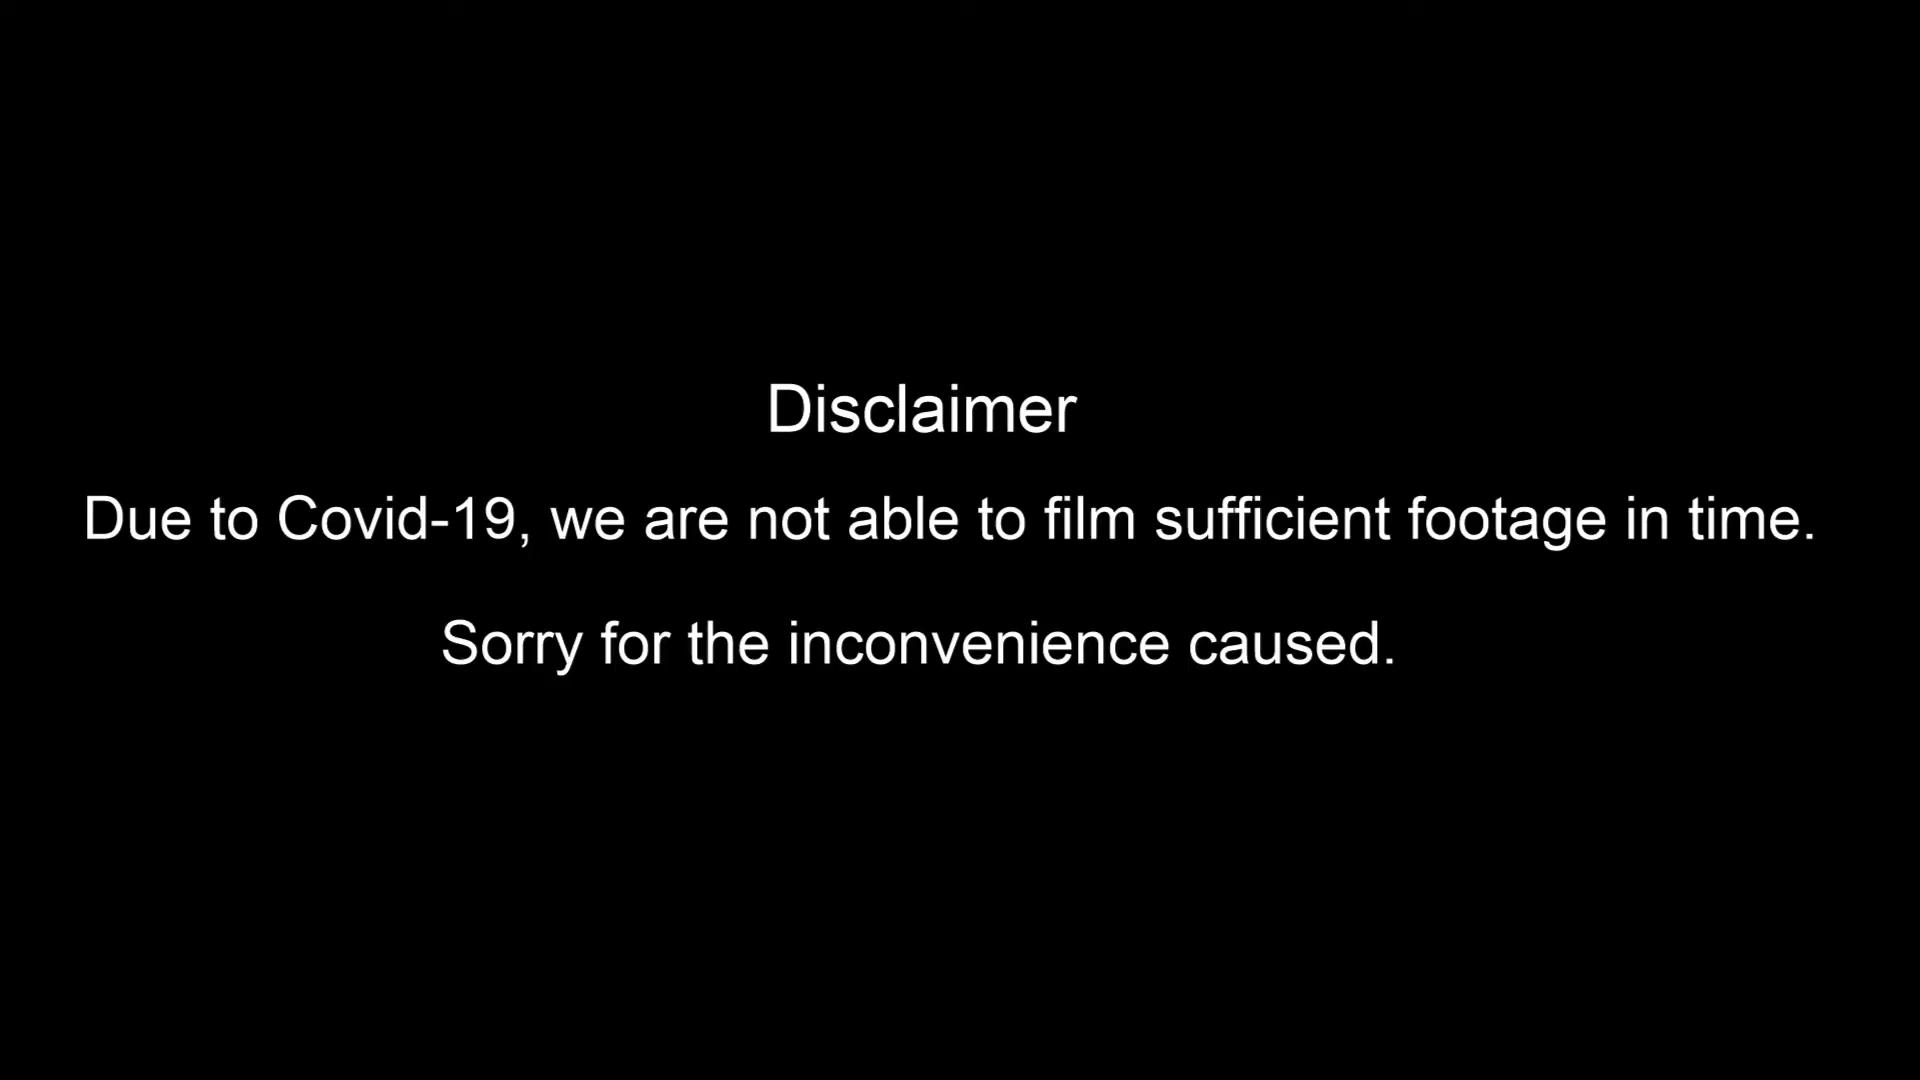 Disclaimer
Due to Covid-19, we are not able to film sufficient footage in time.
Sorry for the inconvenience caused.